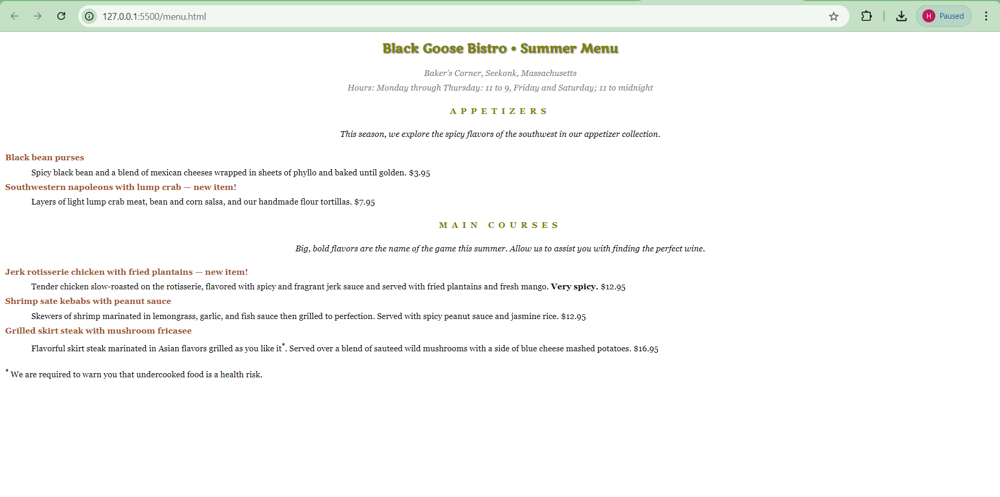 127.0.0.1:5500/menu.html
H Paused
Black Goose Bistro • Summer Menu
Baker's Corner, Seekonk, Massachusetts
Hours: Monday through Thursday: 11 to 9, Friday and Saturday; 11 to midnight
APPETIZERS
This season, we explore the spicy flavors of the southwest in our appetizer collection.
Black bean purses
Spicy black bean and a blend of mexican cheeses wrapped in sheets of phyllo and baked until golden. $3.95
Southwestern napoleons with lump crab — new item!
Layers of light lump crab meat, bean and corn salsa, and our handmade flour tortillas. $7.95
MAIN COURSES
Big, bold flavors are the name of the game this summer. Allow us to assist you with finding the perfect wine.
Jerk rotisserie chicken with fried plantains — new item!
Tender chicken slow-roasted on the rotisserie, flavored with spicy and fragrant jerk sauce and served with fried plantains and fresh mango. Very spicy. $12.95
Shrimp sate kebabs with peanut sauce
Skewers of shrimp marinated in lemongrass, garlic, and fish sauce then grilled to perfection. Served with spicy peanut sauce and jasmine rice. $12.95
Grilled skirt steak with mushroom fricasee
Flavorful skirt steak marinated in Asian flavors grilled as you like it*. Served over a blend of sauteed wild mushrooms with a side of blue cheese mashed potatoes. $16.95
* We are required to warn you that undercooked food is a health risk.